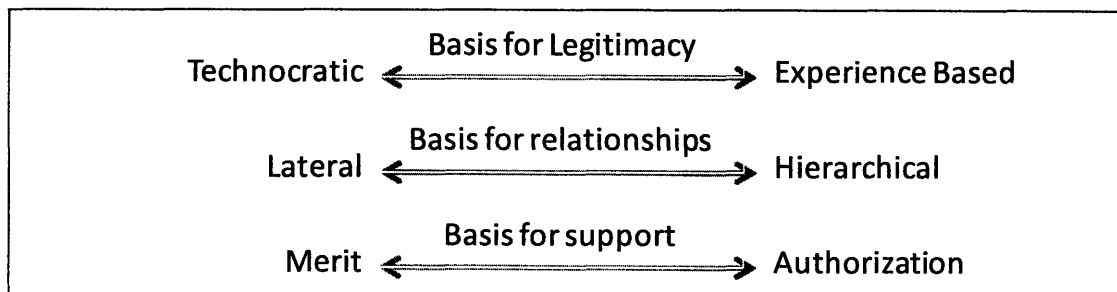 Basis for Legitimacy
Technocratic Experience Based
Basis for relationships
Lateral Hierarchical
Basis for support
Merit Authorization